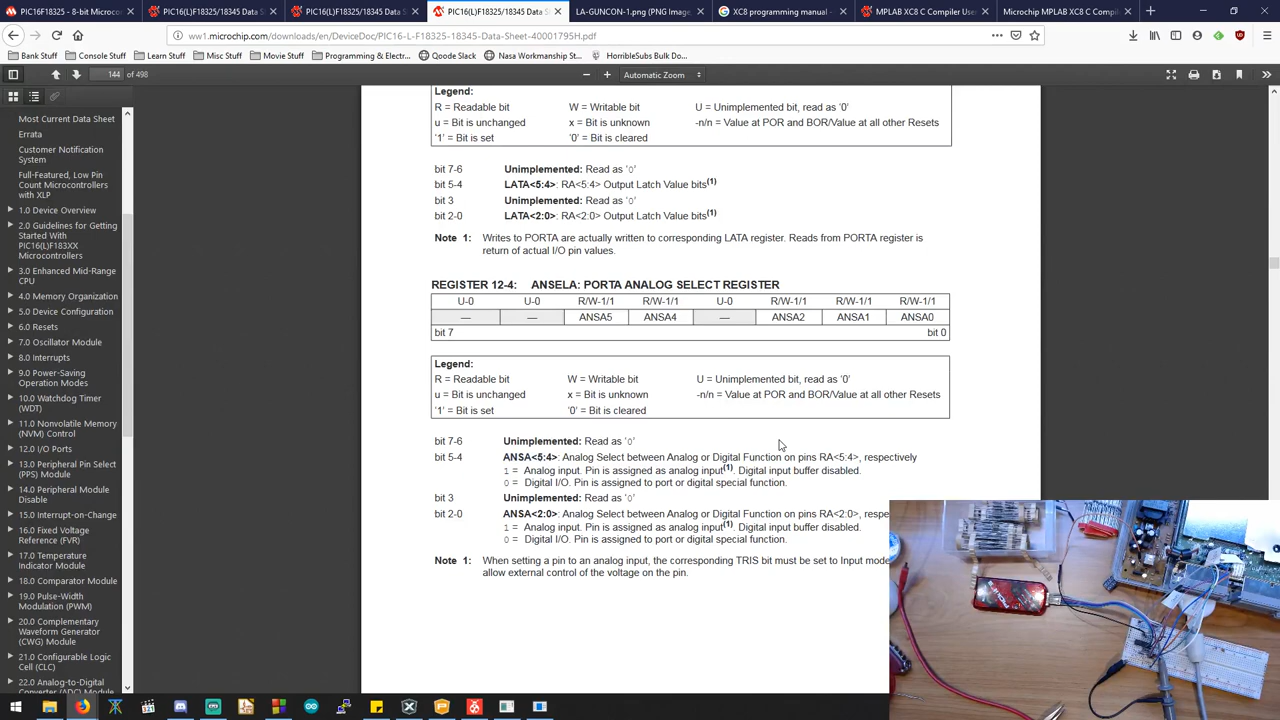 PIC16F18325 - 8-bit Microco
PIC16(L)F18325/18345 Data S
PIC16(L)F18325/18345 Data S
PIC16(L)F18325/18345 Data S
LA-GUNCON-1.png (PNG Image,
XC8 programming manual -
MPLAB XC8 C Compiler User
Microchip MPLAB XC8 C Compi
ww1.microchip.com/downloads/en/DeviceDoc/PIC16-L-F18325-18345-Data-Sheet-40001795H.pdf
Bank Stuff
Console Stuff
Learn Stuff
Misc Stuff
Movie Stuff
Programming & Electr...
Qoode Slack
Nasa Workmanship St...
HorribleSubs Bulk Do...
144
of 498
Automatic Zoom
Most Current Data Sheet
Errata
Customer Notification
System
Full-Featured, Low Pin
Count Microcontrollers
with XLP
1.0 Device Overview
2.0 Guidelines for Getting
Started With
PIC16(L)F183XX
Microcontrollers
3.0 Enhanced Mid-Range
CPU
4.0 Memory Organization
5.0 Device Configuration
6.0 Resets
7.0 Oscillator Module
8.0 Interrupts
9.0 Power-Saving
Operation Modes
10.0 Watchdog Timer
(WDT)
11.0 Nonvolatile Memory
(NVM) Control
12.0 I/O Ports
13.0 Peripheral Pin Select
(PPS) Module
14.0 Peripheral Module
Disable
15.0 Interrupt-on-Change
16.0 Fixed Voltage
Reference (FVR)
17.0 Temperature
Indicator Module
18.0 Comparator Module
19.0 Pulse-Width
Modulation (PWM)
20.0 Complementary
Waveform Generator
(CWG) Module
21.0 Configurable Logic
Cell (CLC)
22.0 Analog-to-Digital
Converter (ADC) Module
Legend:
R = Readable bit W = Writable bit U = Unimplemented bit, read as ‘0’
u = Bit is unchanged x = Bit is unknown -n/n = Value at POR and BOR/Value at all other Resets
‘1’ = Bit is set ‘0’ = Bit is cleared
bit 7-6 Unimplemented: Read as ‘0’
bit 5-4 LATA<5:4>: RA<5:4> Output Latch Value bits(1)
bit 3 Unimplemented: Read as ‘0’
bit 2-0 LATA<2:0>: RA<2:0> Output Latch Value bits(1)
Note 1: Writes to PORTA are actually written to corresponding LATA register. Reads from PORTA register is
return of actual I/O pin values.
REGISTER 12-4: ANSELA: PORTA ANALOG SELECT REGISTER
U-0 U-0 R/W-1/1 R/W-1/1 U-0 R/W-1/1 R/W-1/1 R/W-1/1
— — ANSA5 ANSA4 — ANSA2 ANSA1 ANSA0
bit 7 bit 0
Legend:
R = Readable bit W = Writable bit U = Unimplemented bit, read as ‘0’
u = Bit is unchanged x = Bit is unknown -n/n = Value at POR and BOR/Value at all other Resets
‘1’ = Bit is set ‘0’ = Bit is cleared
bit 7-6 Unimplemented: Read as ‘0’
bit 5-4 ANSA<5:4>: Analog Select between Analog or Digital Function on pins RA<5:4>, respectively
1 = Analog input. Pin is assigned as analog input(1). Digital input buffer disabled.
0 = Digital I/O. Pin is assigned to port or digital special function.
bit 3 Unimplemented: Read as ‘0’
bit 2-0 ANSA<2:0>: Analog Select between Analog or Digital Function on pins RA<2:0>, respe
1 = Analog input. Pin is assigned as analog input(1). Digital input buffer disabled.
0 = Digital I/O. Pin is assigned to port or digital special function.
Note 1: When setting a pin to an analog input, the corresponding TRIS bit must be set to Input mode
allow external control of the voltage on the pin.